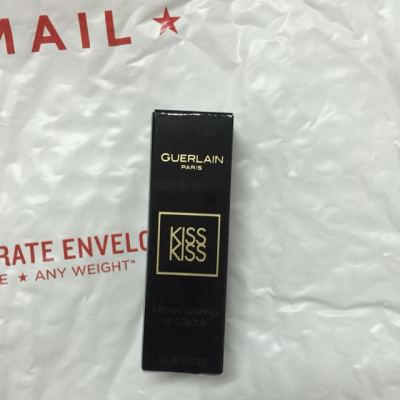 MAIL ★
RATE ENVELO
★ ANY WEIGHT"
GUERLAIN
PARIS
KISS
KISS
CREAMY SHAPING
LIP COLOUR